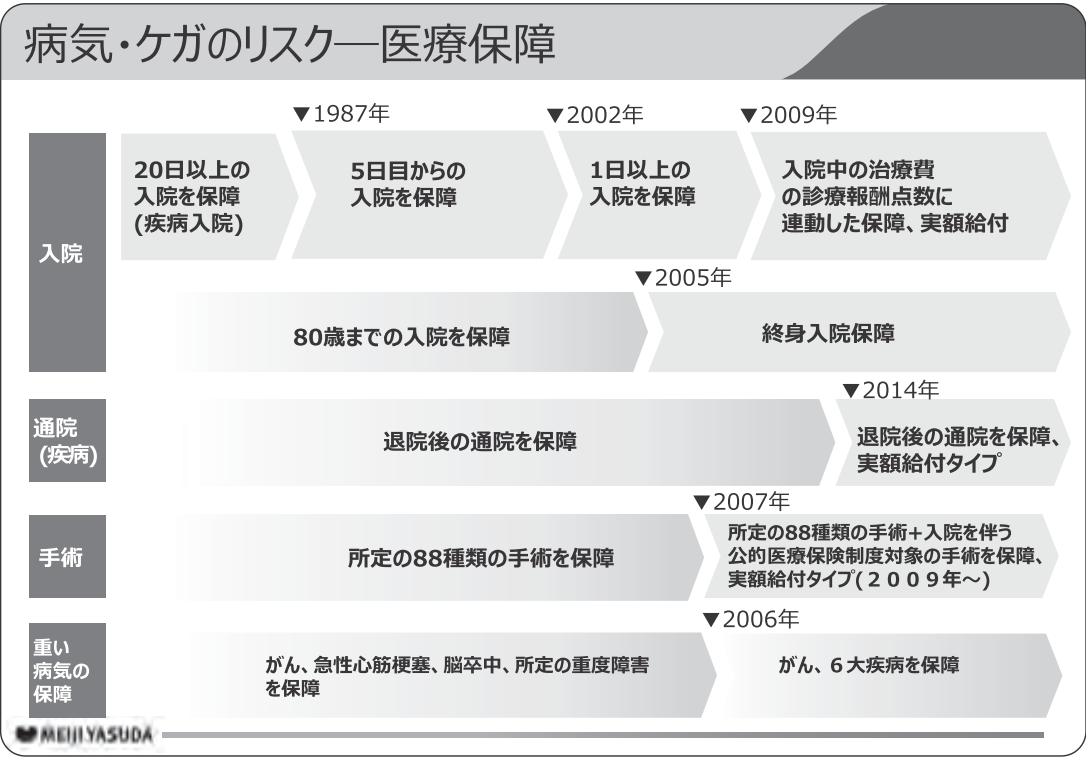 病気・ケガのリスク―医療保障
▼1987年
▼2002年
▼2009年
入院
20日以上の
入院を保障
(疾病入院)
5日目からの
入院を保障
1日以上の
入院を保障
入院中の治療費
の診療報酬点数に
連動した保障、実額給付
▼2005年
80歳までの入院を保障
終身入院保障
▼2014年
通院
(疾病)
退院後の通院を保障
退院後の通院を保障、
実額給付タイプ
▼2007年
手術
所定の88種類の手術を保障
所定の88種類の手術+入院を伴う
公的医療保険制度対象の手術を保障、
実額給付タイプ(２００９年～)
▼2006年
重い
病気の
保障
がん、急性心筋梗塞、脳卒中、所定の重度障害
を保障
がん、６大疾病を保障
MEIJI YASUDA